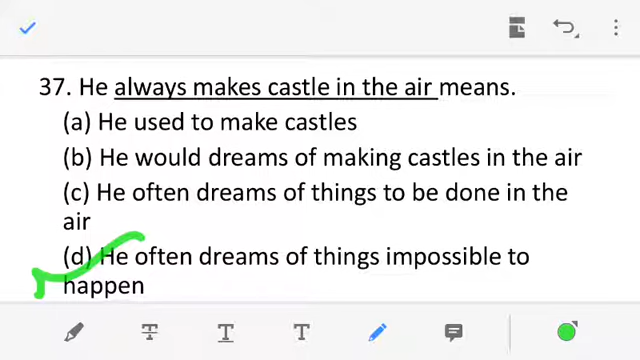 37. He always makes castle in the air means.
(a) He used to make castles
(b) He would dreams of making castles in the air
(c) He often dreams of things to be done in the
air
(d) He often dreams of things impossible to
happen
T T